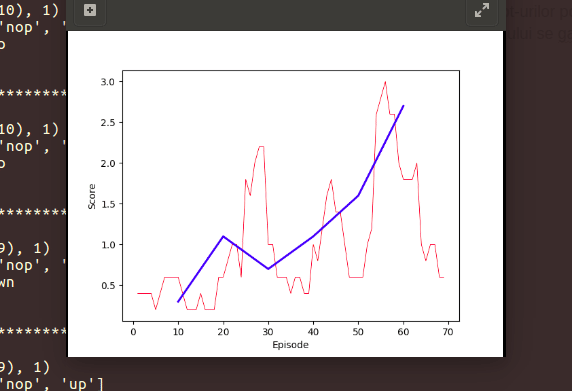 10), 1)
'nop', '
p
********
10), 1)
'nop', '
p
********
9), 1)
'nop', '
wn
********
9), 1)
'nop', 'up']
3.0
2.5
2.0
1.5
1.0
0.5
Score
0 10 20 30 40 50 60 70
Episode